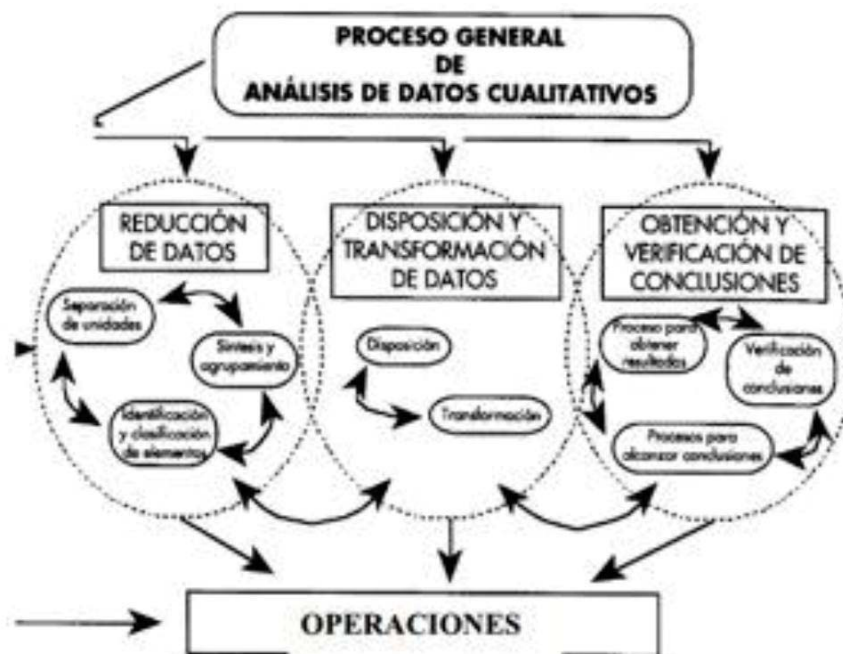 PROCESO GENERAL
DE
ANÁLISIS DE DATOS CUALITATIVOS
REDUCCIÓN
DE DATOS
Separación
de unidades
Síntesis y
agrupamiento
Identificación
y clasificación
de elementos
DISPOSICIÓN Y
TRANSFORMACIÓN
DE DATOS
Disposición
Transformación
OBTENCIÓN Y
VERIFICACIÓN DE
CONCLUSIONES
Proceso para
obtener
resultados
Verificación
de
conclusiones
Procesos para
alcanzar conclusiones
OPERACIONES